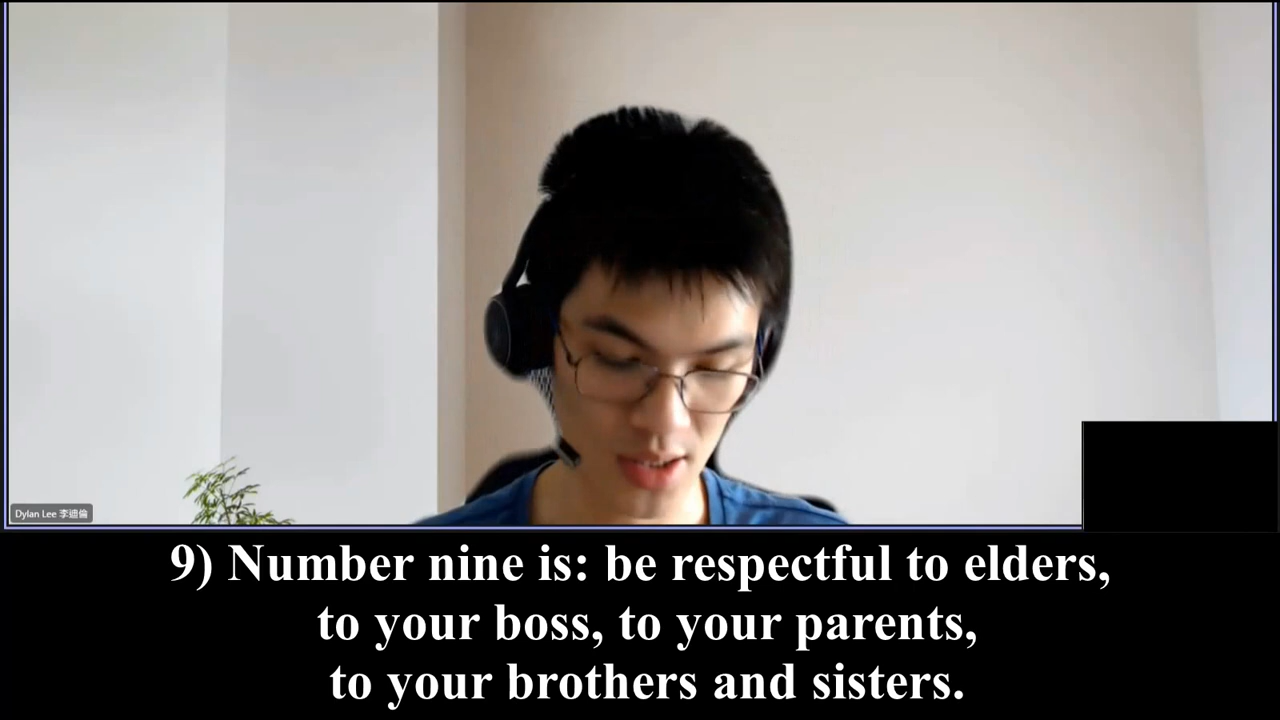 Dylan Lee 李迪倫
9) Number nine is: be respectful to elders,
to your boss, to your parents,
to your brothers and sisters.